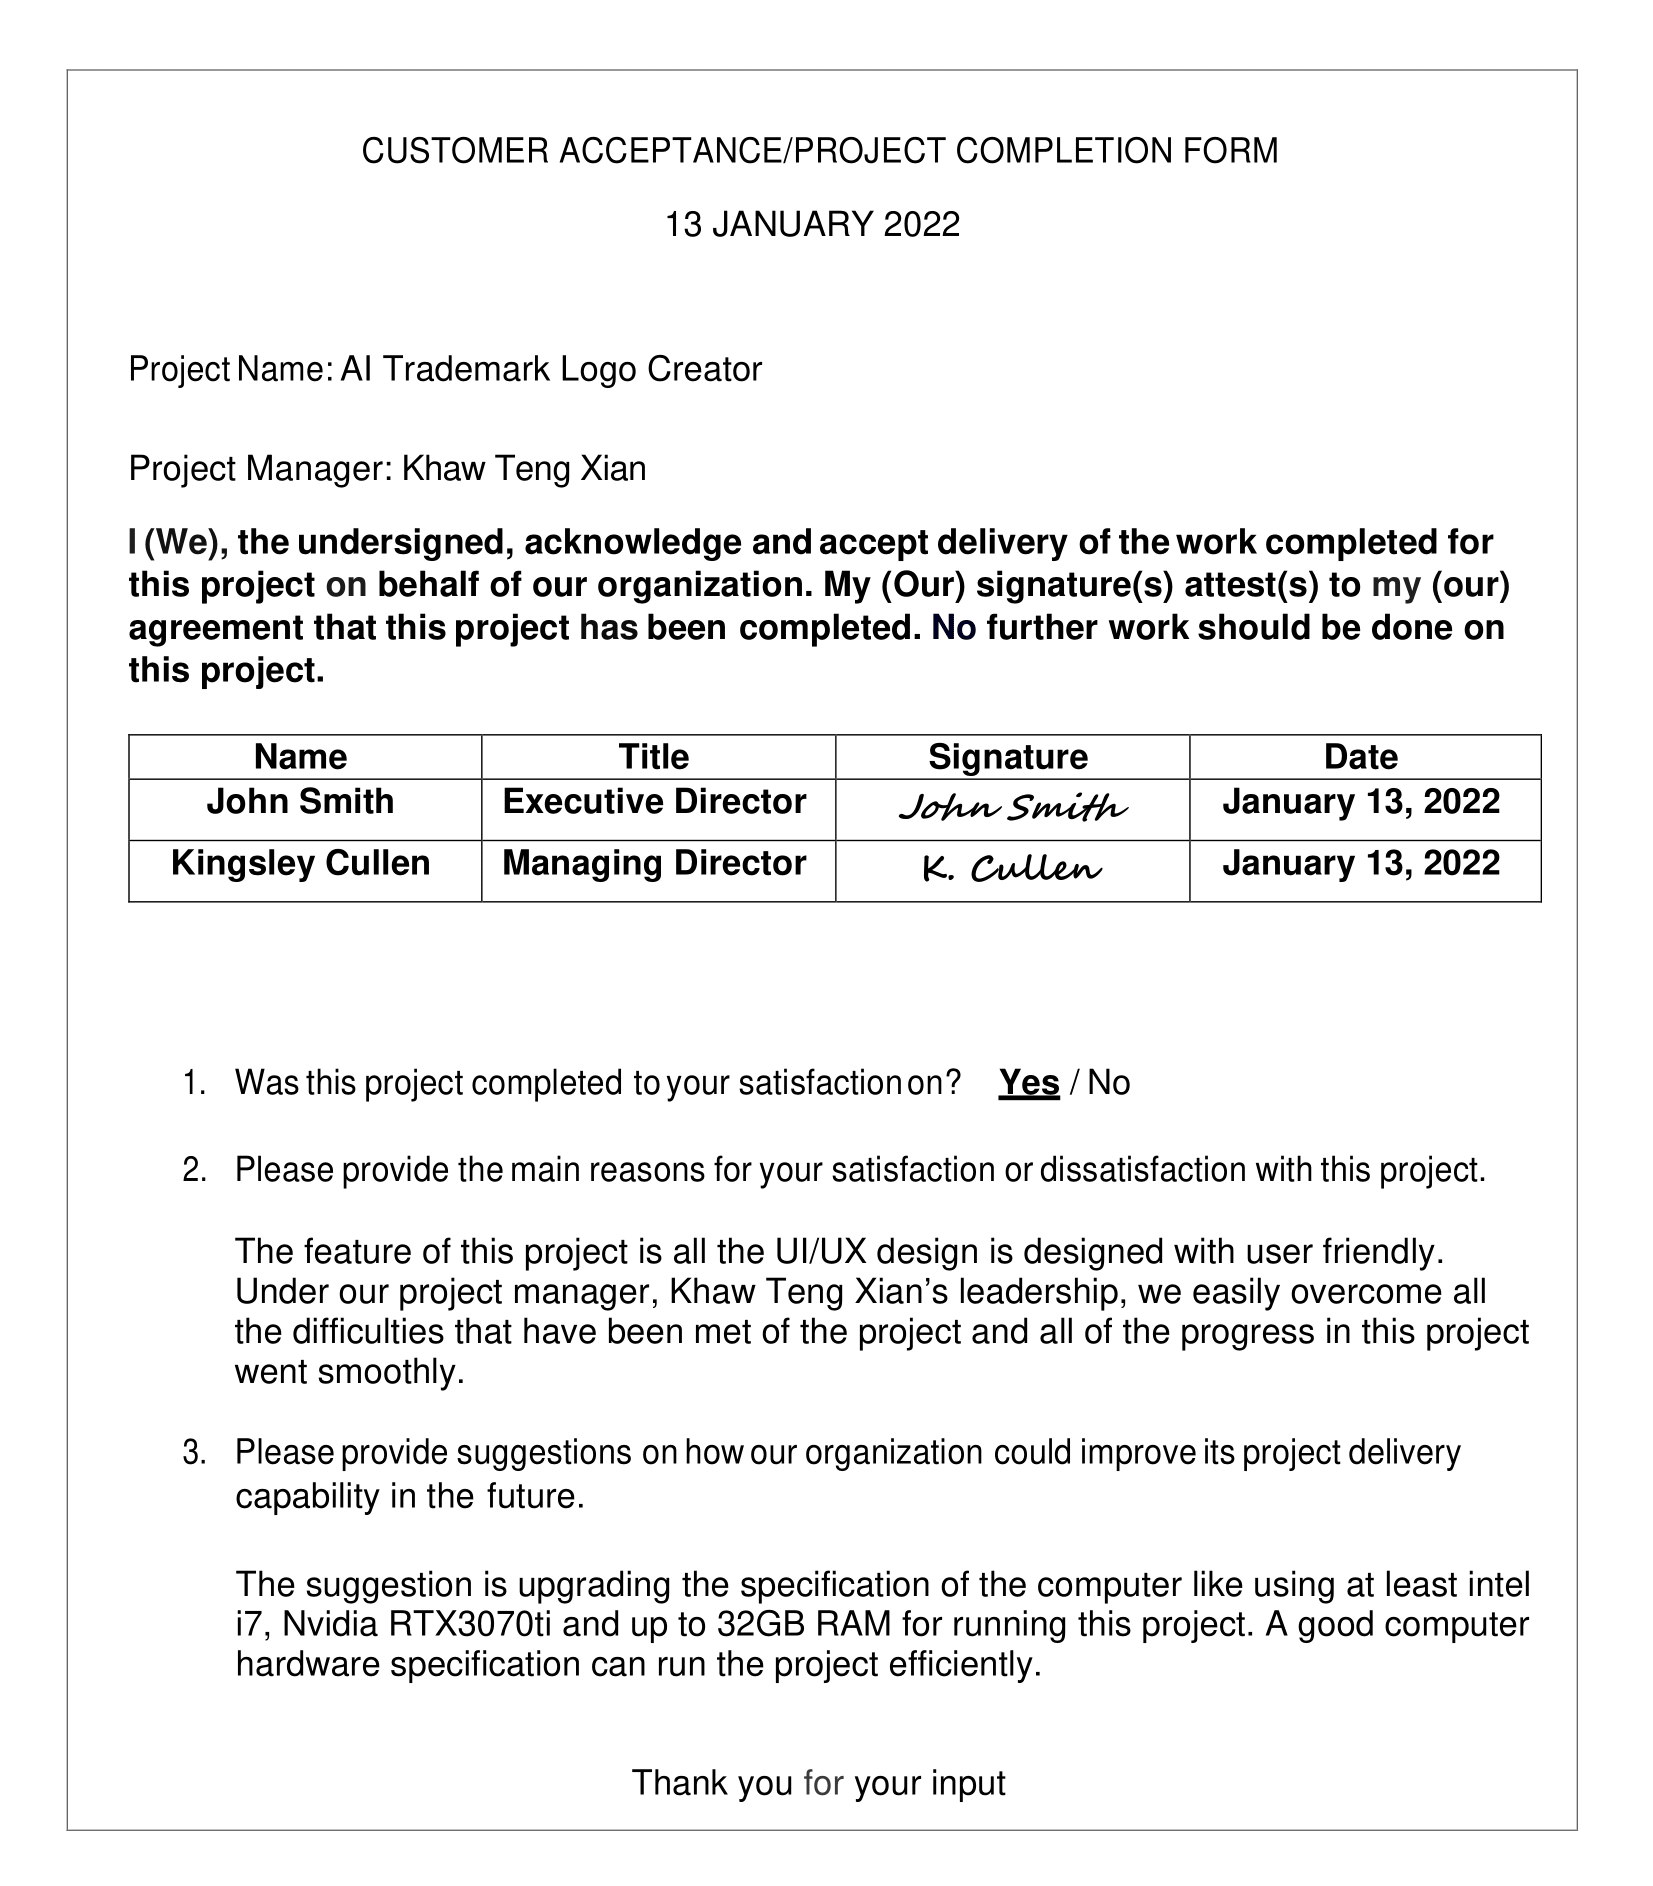 CUSTOMER ACCEPTANCE/PROJECT COMPLETION FORM
13 JANUARY 2022
Project Name: AI Trademark Logo Creator
Project Manager: Khaw Teng Xian
I (We), the undersigned, acknowledge and accept delivery of the work completed for
this project on behalf of our organization. My (Our) signature(s) attest(s) to my (our)
agreement that this project has been completed. No further work should be done on
this project.
Name Title Signature Date
John Smith Executive Director John Smith January 13, 2022
Kingsley Cullen Managing Director K. Cullen January 13, 2022
1. Was this project completed to your satisfaction on? Yes / No
2. Please provide the main reasons for your satisfaction or dissatisfaction with this project.
The feature of this project is all the UI/UX design is designed with user friendly.
Under our project manager, Khaw Teng Xian’s leadership, we easily overcome all
the difficulties that have been met of the project and all of the progress in this project
went smoothly.
3. Please provide suggestions on how our organization could improve its project delivery
capability in the future.
The suggestion is upgrading the specification of the computer like using at least intel
i7, Nvidia RTX3070ti and up to 32GB RAM for running this project. A good computer
hardware specification can run the project efficiently.
Thank you for your input